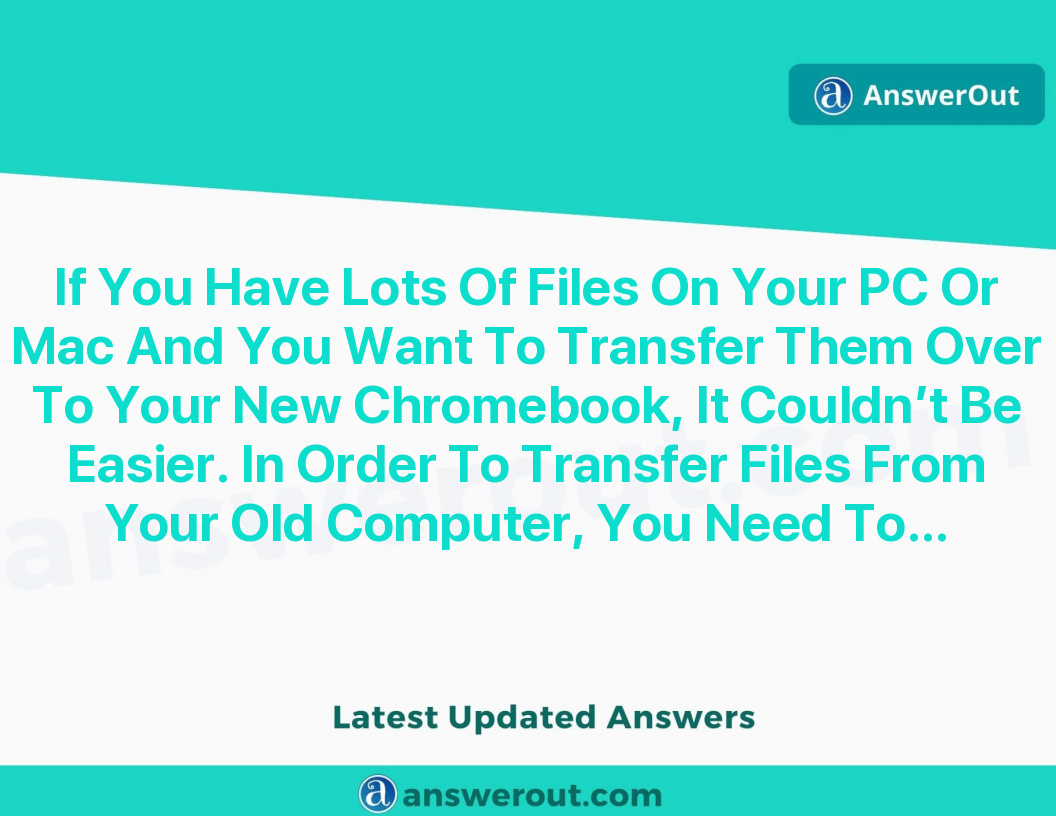 a AnswerOut
If You Have Lots Of Files On Your PC Or
Mac And You Want To Transfer Them Over
To Your New Chromebook, It Couldn’t Be
Easier. In Order To Transfer Files From
Your Old Computer, You Need To...
answerout.com
Latest Updated Answers
a answerout.com